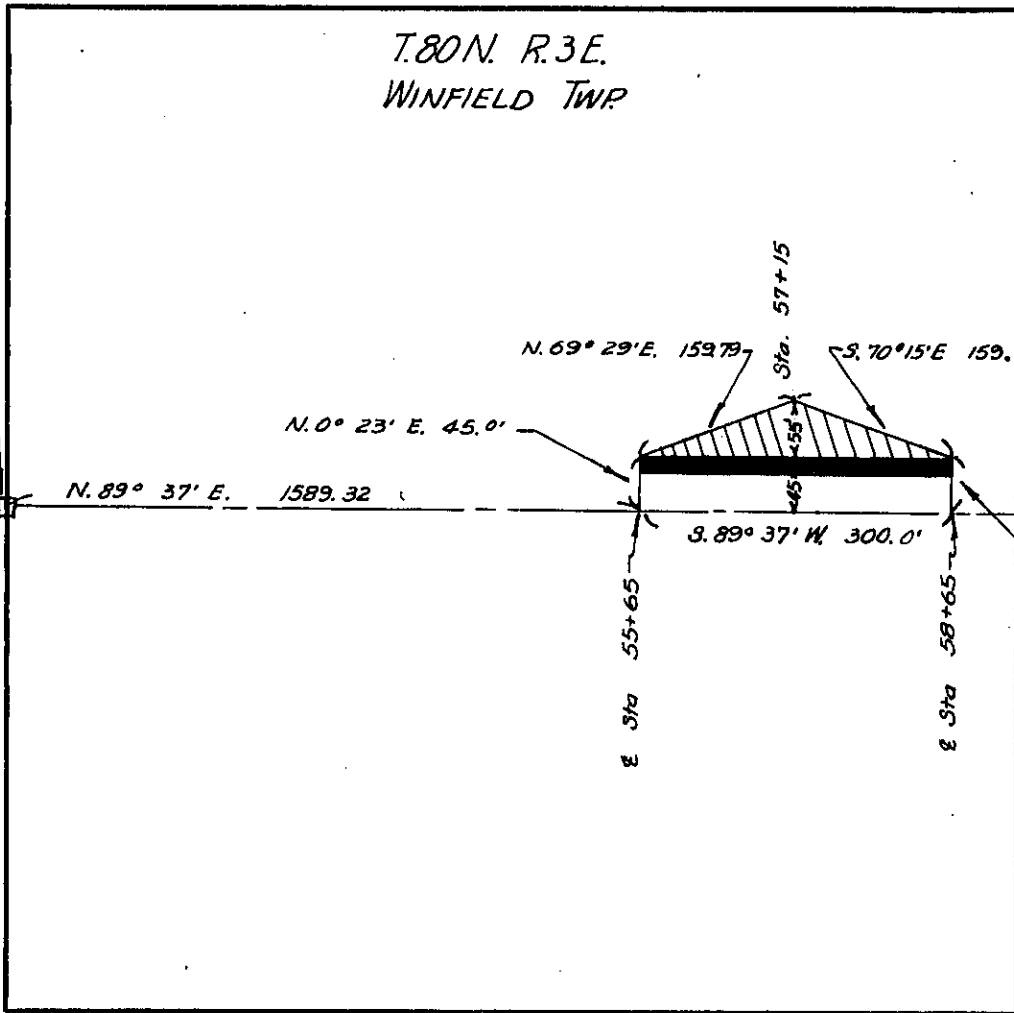 T.80N. R.3E.
WINFIELD TWP.
Sta. 57+15
N.69° 29'E. 159.79
S.70°15'E 159.
N.0° 23' E. 45.0'
55'
45'
N.89° 37' E. 1589.32
S.89° 37' W. 300.0'
℄ Sta 55+65
℄ Sta 58+65